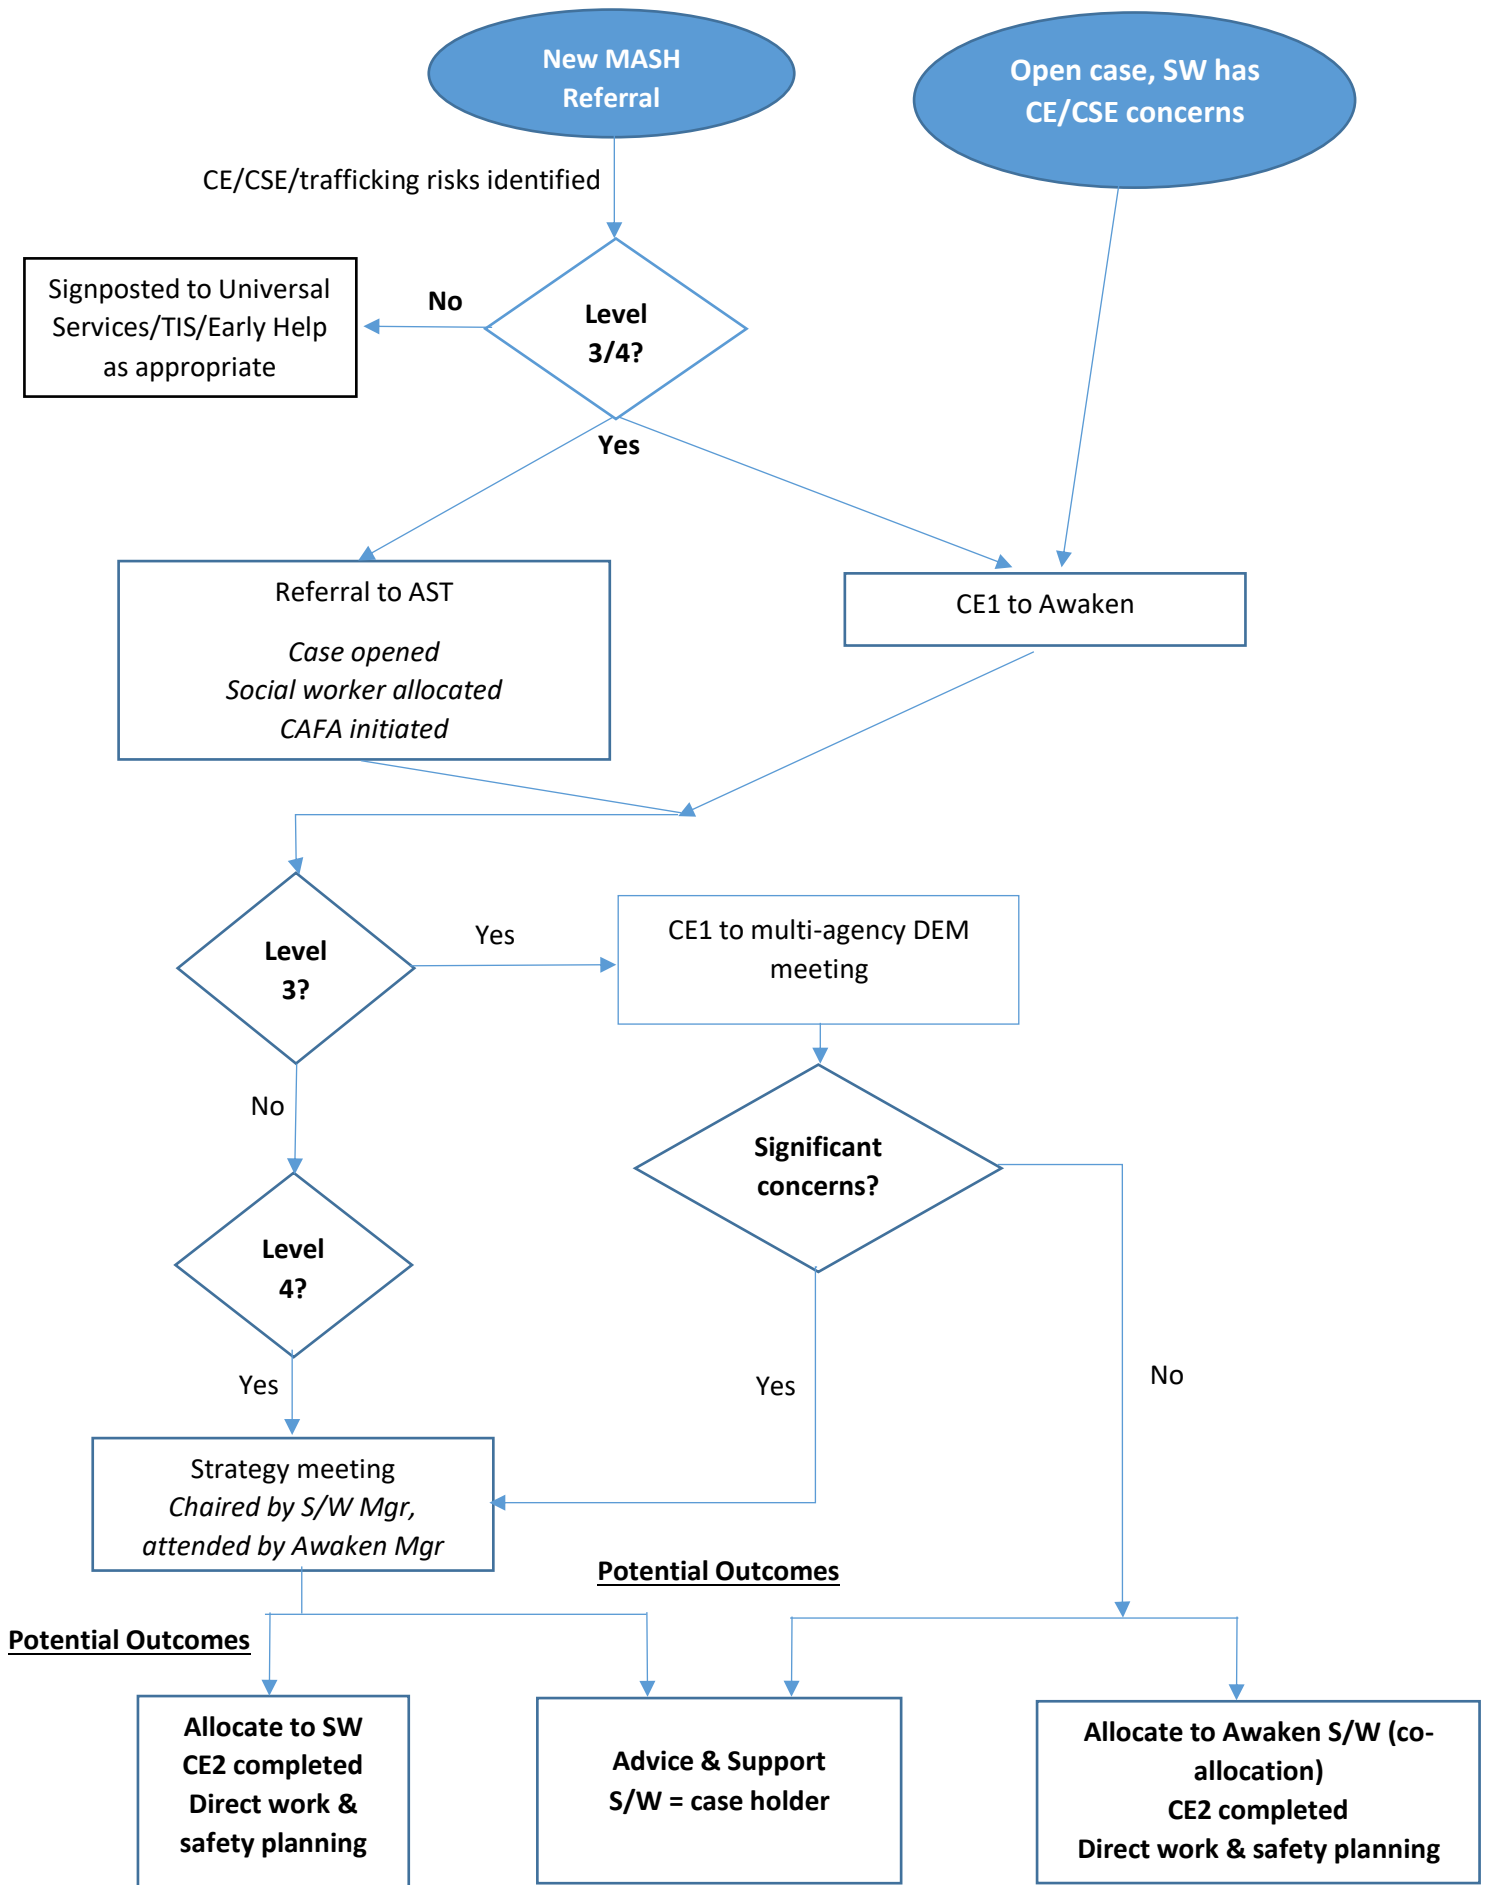 New MASH
Referral
Open case, SW has
CE/CSE concerns
CE/CSE/trafficking risks identified
Signposted to Universal
Services/TIS/Early Help
as appropriate
No
Level
3/4?
Yes
Referral to AST
Case opened
Social worker allocated
CAFA initiated
CE1 to Awaken
Level
3?
Yes
CE1 to multi-agency DEM
meeting
No
Significant
concerns?
Level
4?
Yes
Yes
No
Strategy meeting
Chaired by S/W Mgr,
attended by Awaken Mgr
Potential Outcomes
Potential Outcomes
Allocate to SW
CE2 completed
Direct work &
safety planning
Advice & Support
S/W = case holder
Allocate to Awaken S/W (co-
allocation)
CE2 completed
Direct work & safety planning